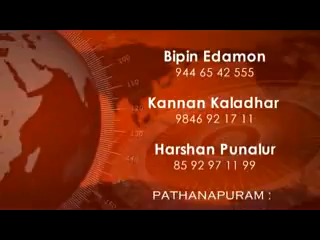 Bipin Edamon
944 65 42 555
Kannan Kaladhar
9846 92 17 11
Harshan Punalur
85 92 97 11 99
PATHANAPURAM :